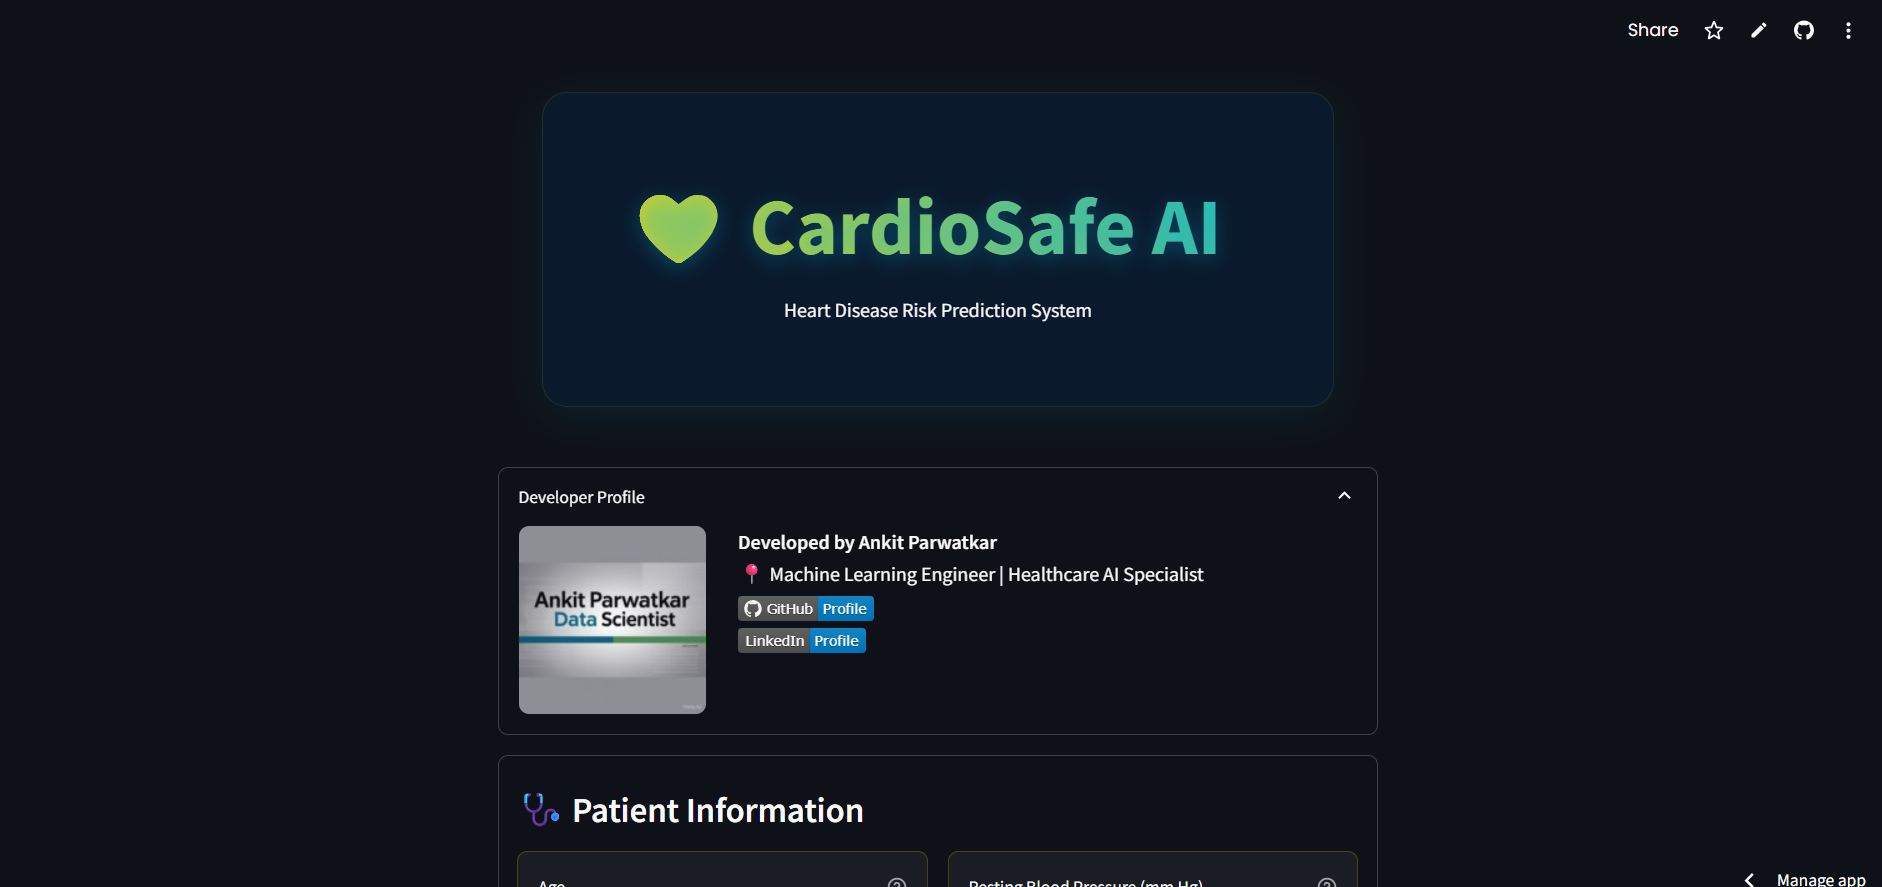 Share
CardioSafe AI
Heart Disease Risk Prediction System
Developer Profile
Ankit Parwatkar
Data Scientist
Developed by Ankit Parwatkar
Machine Learning Engineer | Healthcare AI Specialist
GitHub Profile
LinkedIn Profile
Patient Information
Age
Resting Blood Pressure (mm Hg)
Manage app